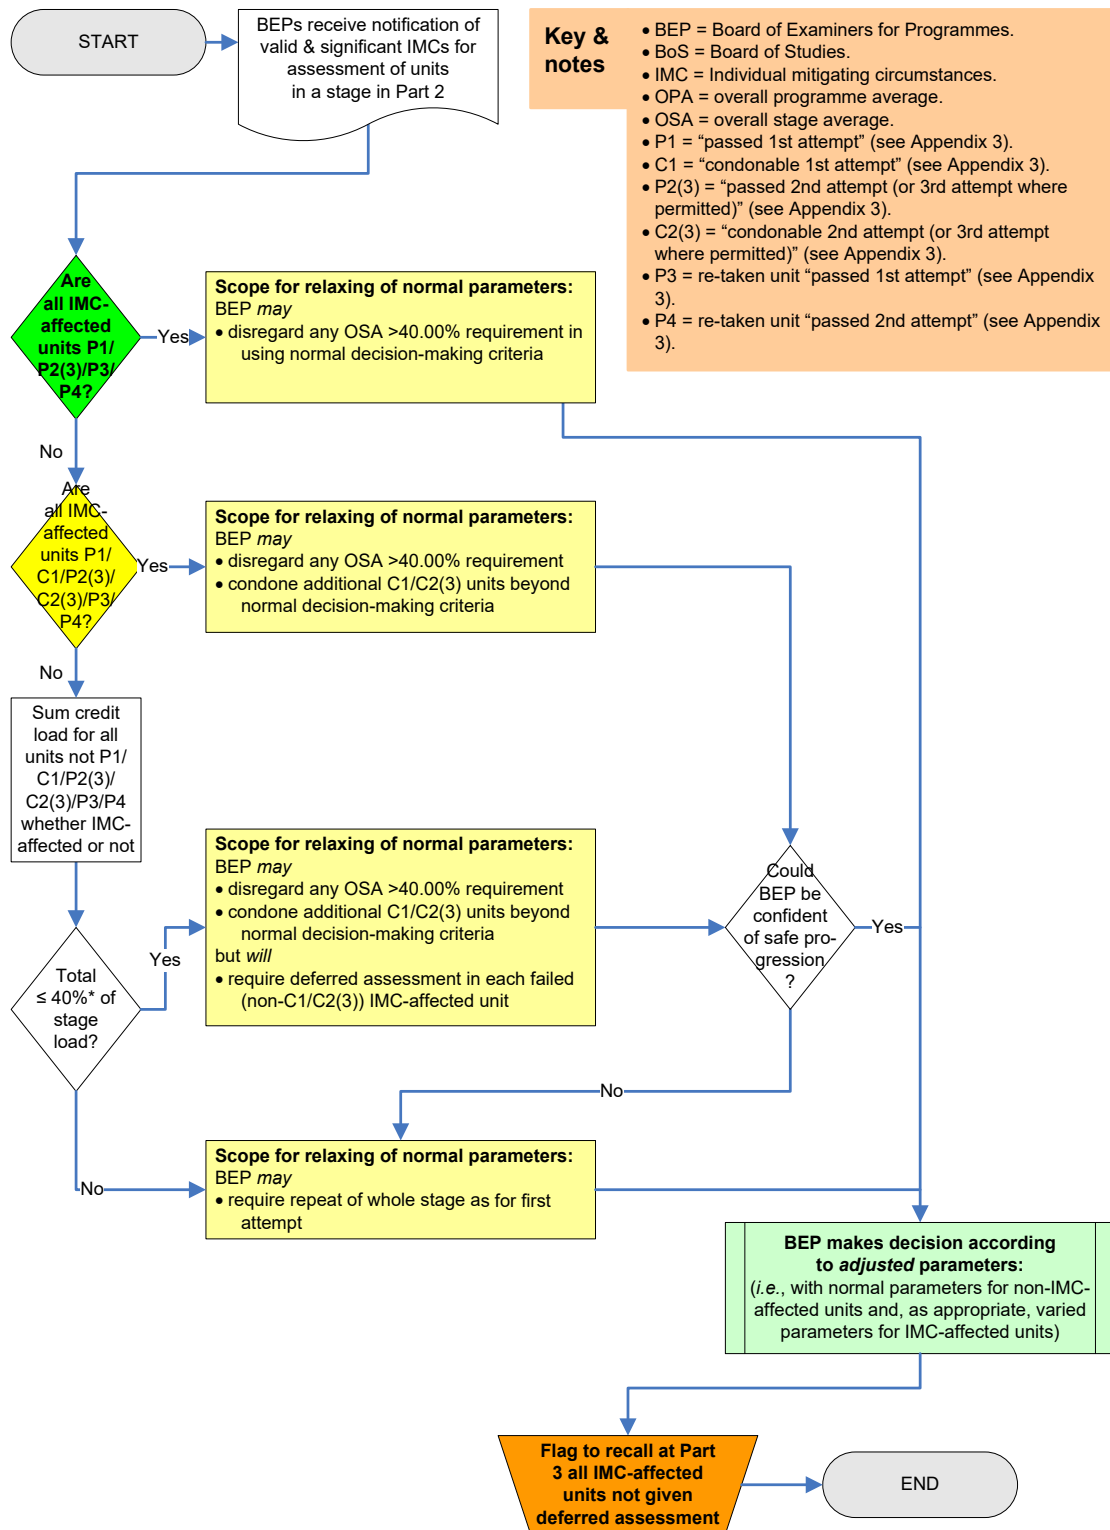 START
BEPs receive notification of
valid & significant IMCs for
assessment of units
in a stage in Part 2
Key &
notes
• BEP = Board of Examiners for Programmes.
• BoS = Board of Studies.
• IMC = Individual mitigating circumstances.
• OPA = overall programme average.
• OSA = overall stage average.
• P1 = “passed 1st attempt” (see Appendix 3).
• C1 = “condonable 1st attempt” (see Appendix 3).
• P2(3) = “passed 2nd attempt (or 3rd attempt where
permitted)” (see Appendix 3).
• C2(3) = “condonable 2nd attempt (or 3rd attempt
where permitted)” (see Appendix 3).
• P3 = re-taken unit “passed 1st attempt” (see Appendix
3).
• P4 = re-taken unit “passed 2nd attempt” (see Appendix
3).
Are
all IMC-
affected
units P1/
P2(3)/P3/
P4?
Yes
Scope for relaxing of normal parameters:
BEP may
• disregard any OSA >40.00% requirement in
using normal decision-making criteria
No
Are
all IMC-
affected
units P1/
C1/P2(3)/
C2(3)/P3/
P4?
Yes
Scope for relaxing of normal parameters:
BEP may
• disregard any OSA >40.00% requirement
• condone additional C1/C2(3) units beyond
normal decision-making criteria
No
Sum credit
load for all
units not P1/
C1/P2(3)/
C2(3)/P3/P4
whether IMC-
affected or not
Total
≤ 40%* of
stage
load?
Yes
Scope for relaxing of normal parameters:
BEP may
• disregard any OSA >40.00% requirement
• condone additional C1/C2(3) units beyond
normal decision-making criteria
but will
• require deferred assessment in each failed
(non-C1/C2(3)) IMC-affected unit
Could
BEP be
confident
of safe pro-
gression
?
Yes
No
No
Scope for relaxing of normal parameters:
BEP may
• require repeat of whole stage as for first
attempt
BEP makes decision according
to adjusted parameters:
(i.e., with normal parameters for non-IMC-
affected units and, as appropriate, varied
parameters for IMC-affected units)
Flag to recall at Part
3 all IMC-affected
units not given
deferred assessment
END